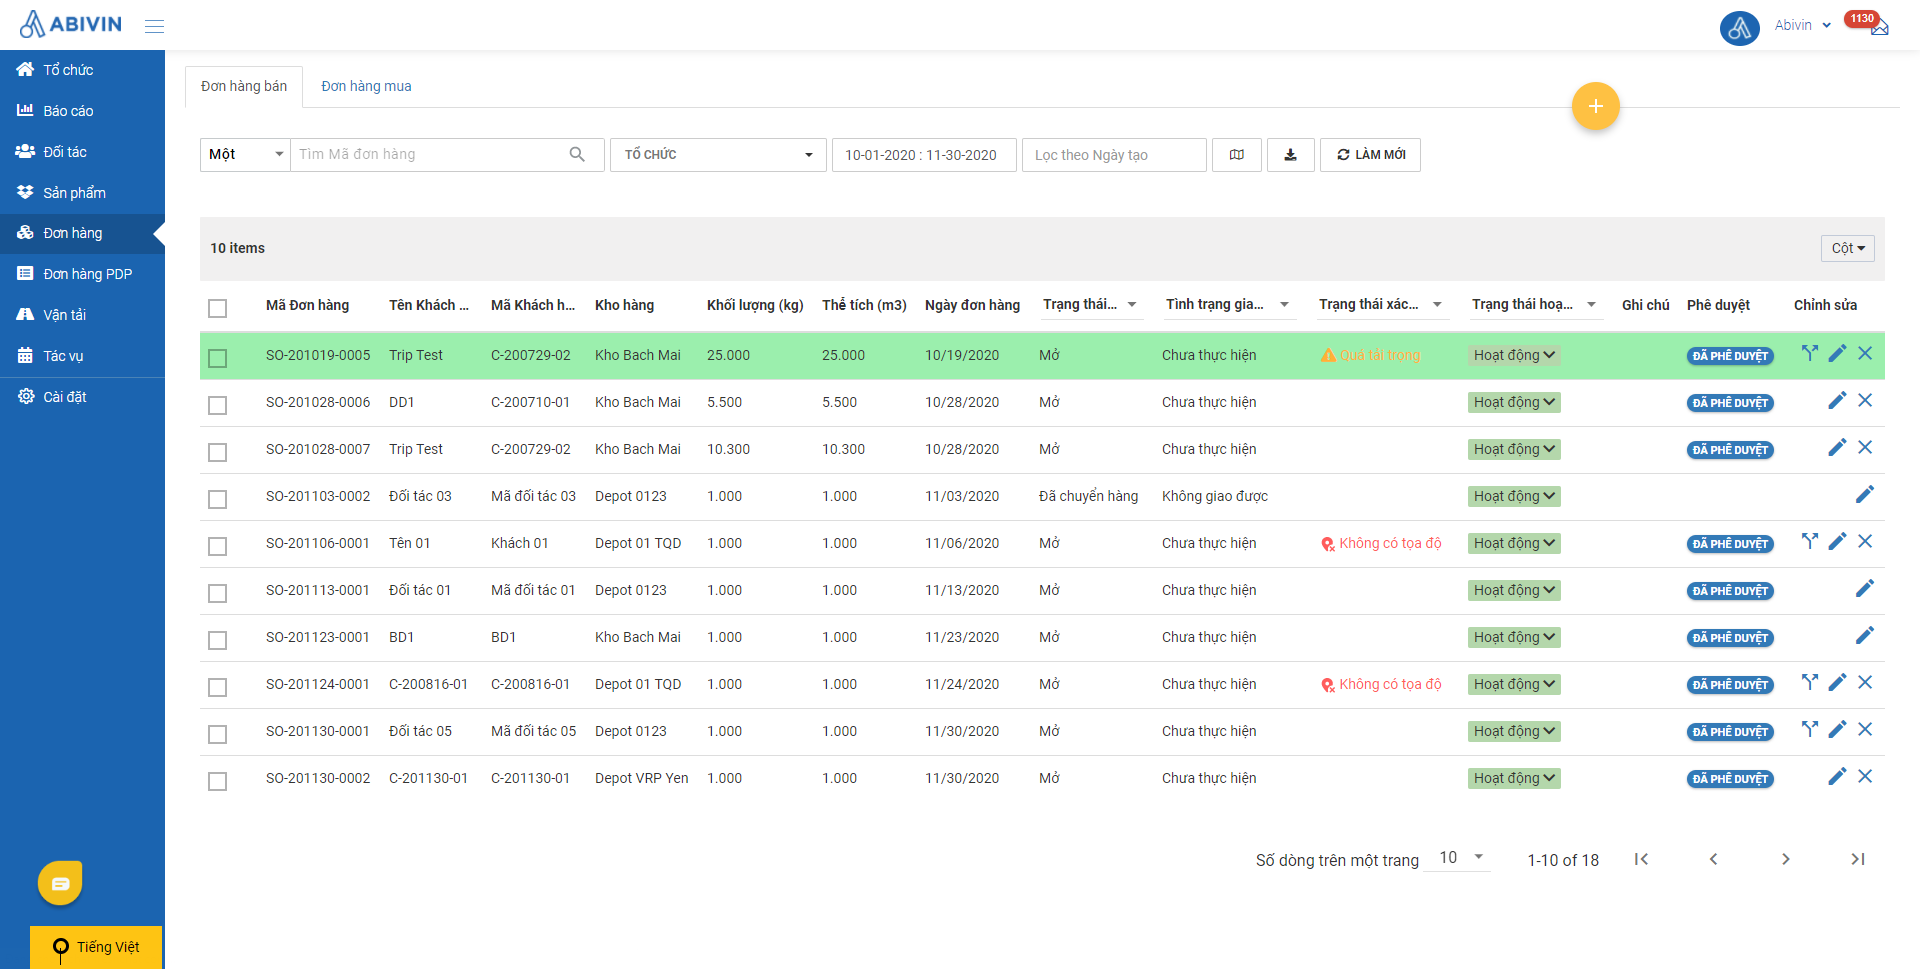 ABIVIN
Abivin
1130
Tổ chức
Báo cáo
Đối tác
Sản phẩm
Đơn hàng
Đơn hàng PDP
Vận tải
Tác vụ
Cài đặt
Tiếng Việt
Đơn hàng bán Đơn hàng mua
+
Một Tìm Mã đơn hàng TỔ CHỨC 10-01-2020 : 11-30-2020 Lọc theo Ngày tạo LÀM MỚI
10 items Cột
Mã Đơn hàng Tên Khách ... Mã Khách h... Kho hàng Khối lượng (kg) Thể tích (m3) Ngày đơn hàng Trạng thái... Tình trạng gia... Trạng thái xác... Trạng thái hoạ... Ghi chú Phê duyệt Chỉnh sửa
SO-201019-0005 Trip Test C-200729-02 Kho Bach Mai 25.000 25.000 10/19/2020 Mở Chưa thực hiện Quá tải trong Hoạt động ĐÃ PHÊ DUYỆT
SO-201028-0006 DD1 C-200710-01 Kho Bach Mai 5.500 5.500 10/28/2020 Mở Chưa thực hiện Hoạt động ĐÃ PHÊ DUYỆT
SO-201028-0007 Trip Test C-200729-02 Kho Bach Mai 10.300 10.300 10/28/2020 Mở Chưa thực hiện Hoạt động ĐÃ PHÊ DUYỆT
SO-201103-0002 Đối tác 03 Mã đối tác 03 Depot 0123 1.000 1.000 11/03/2020 Đã chuyển hàng Không giao được Hoạt động
SO-201106-0001 Tên 01 Khách 01 Depot 01 TQD 1.000 1.000 11/06/2020 Mở Chưa thực hiện Không có tọa độ Hoạt động ĐÃ PHÊ DUYỆT
SO-201113-0001 Đối tác 01 Mã đối tác 01 Depot 0123 1.000 1.000 11/13/2020 Mở Chưa thực hiện Hoạt động ĐÃ PHÊ DUYỆT
SO-201123-0001 BD1 BD1 Kho Bach Mai 1.000 1.000 11/23/2020 Mở Chưa thực hiện Hoạt động ĐÃ PHÊ DUYỆT
SO-201124-0001 C-200816-01 C-200816-01 Depot 01 TQD 1.000 1.000 11/24/2020 Mở Chưa thực hiện Không có tọa độ Hoạt động ĐÃ PHÊ DUYỆT
SO-201130-0001 Đối tác 05 Mã đối tác 05 Depot 0123 1.000 1.000 11/30/2020 Mở Chưa thực hiện Hoạt động ĐÃ PHÊ DUYỆT
SO-201130-0002 C-201130-01 C-201130-01 Depot VRP Yen 1.000 1.000 11/30/2020 Mở Chưa thực hiện Hoạt động ĐÃ PHÊ DUYỆT
Số dòng trên một trang 10 1-10 of 18